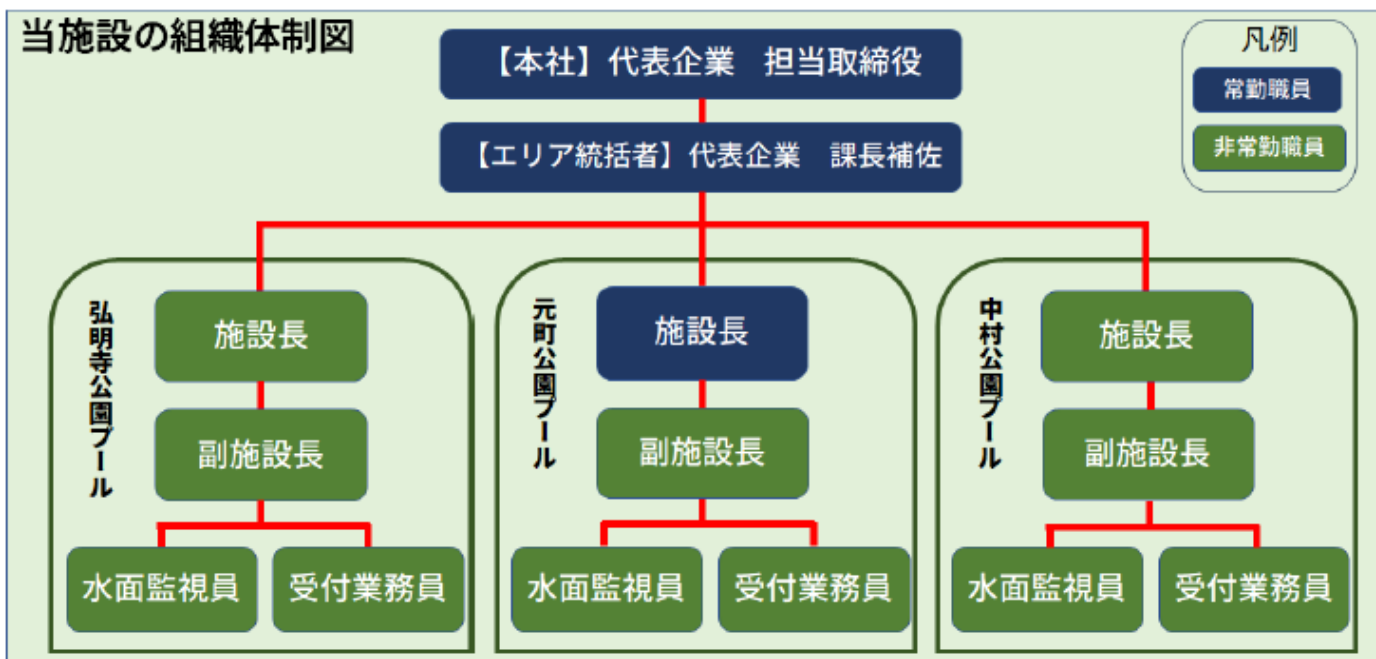 当施設の組織体制図
凡例
常勤職員
非常勤職員
【本社】代表企業　担当取締役
【エリア統括者】代表企業　課長補佐
弘明寺公園プール
施設長
副施設長
水面監視員
受付業務員
元町公園プール
施設長
副施設長
水面監視員
受付業務員
中村公園プール
施設長
副施設長
水面監視員
受付業務員